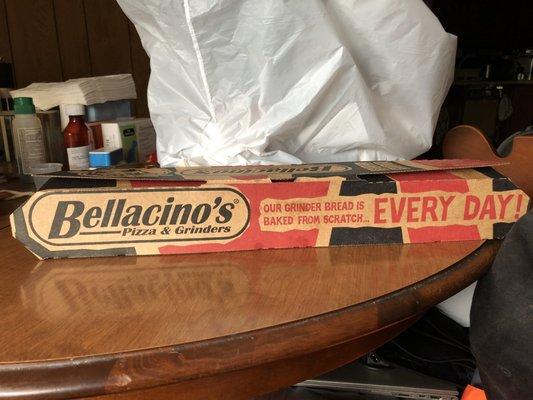 Bellacino's®
Pizza & Grinders
OUR GRINDER BREAD IS
BAKED FROM SCRATCH...
EVERY DAY!